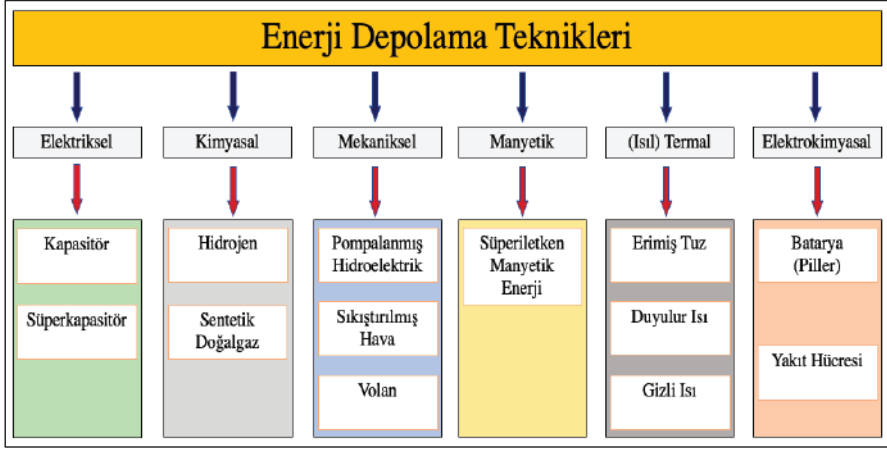 Enerji Depolama Teknikleri
Elektriksel
Kimyasal
Mekaniksel
Manyetik
(Isıl) Termal
Elektrokimyasal
Kapasitör
Süperkapasitör
Hidrojen
Sentetik
Doğalgaz
Pompalanmış
Hidroelektrik
Sıkıştırılmış
Hava
Volan
Süperiletken
Manyetik
Enerji
Erimiş Tuz
Duyulur Isı
Gizli Isı
Batarya
(Piller)
Yakıt Hücresi